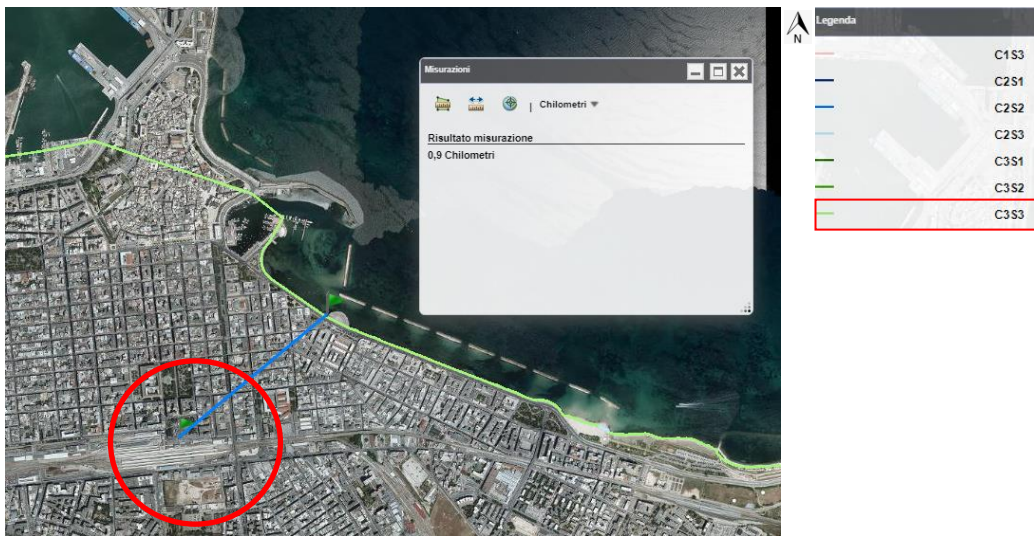 Misurazioni
| Chilometri
Risultato misurazione
0,9 Chilometri
N
Legenda
C1S3
C2S1
C2S2
C2S3
C3S1
C3S2
C3S3